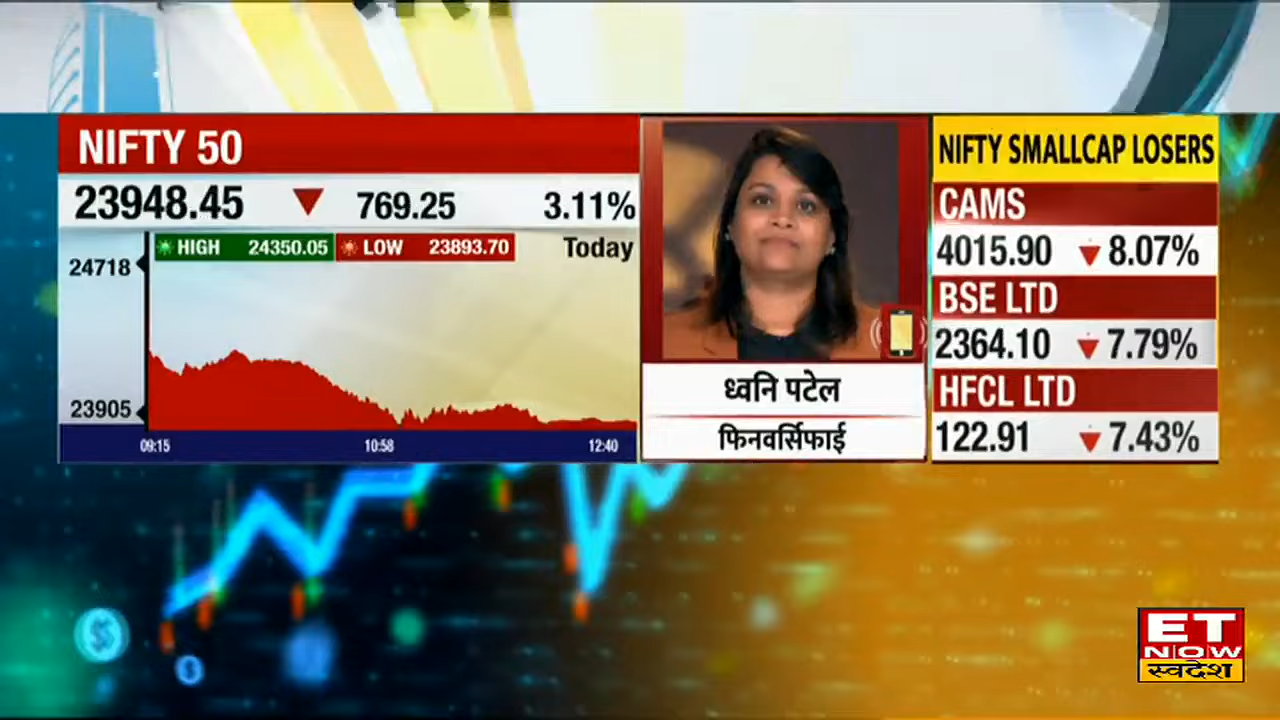 NIFTY 50
23948.45 ▼ 769.25 3.11%
HIGH 24350.05 LOW 23893.70 Today
24718
23905
09:15 10:58 12:40
ध्वनि पटेल
फिनवर्सिफाई
NIFTY SMALLCAP LOSERS
CAMS
4015.90 ▼ 8.07%
BSE LTD
2364.10 ▼ 7.79%
HFCL LTD
122.91 ▼ 7.43%
ET
NOW
स्वदेश